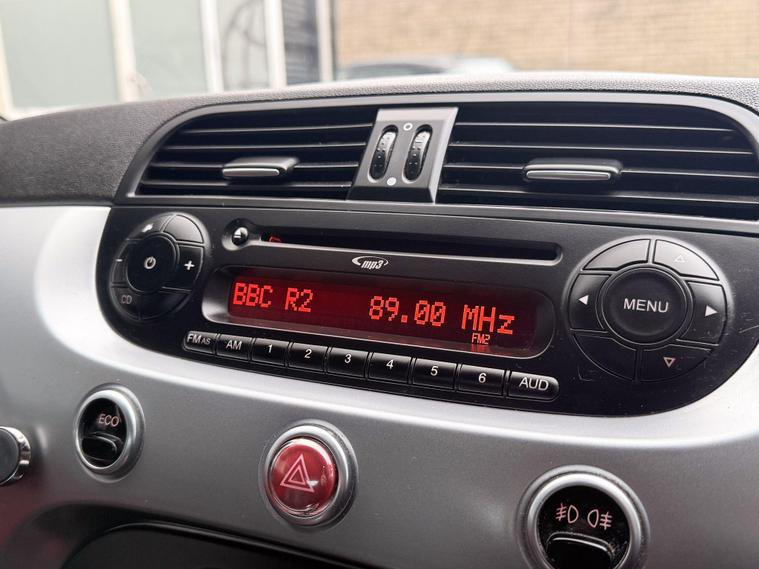 mp3
BBC R2 89.00 MHz
FM2
CD
FM AS AM 1 2 3 4 5 6 AUD
MENU
ECO